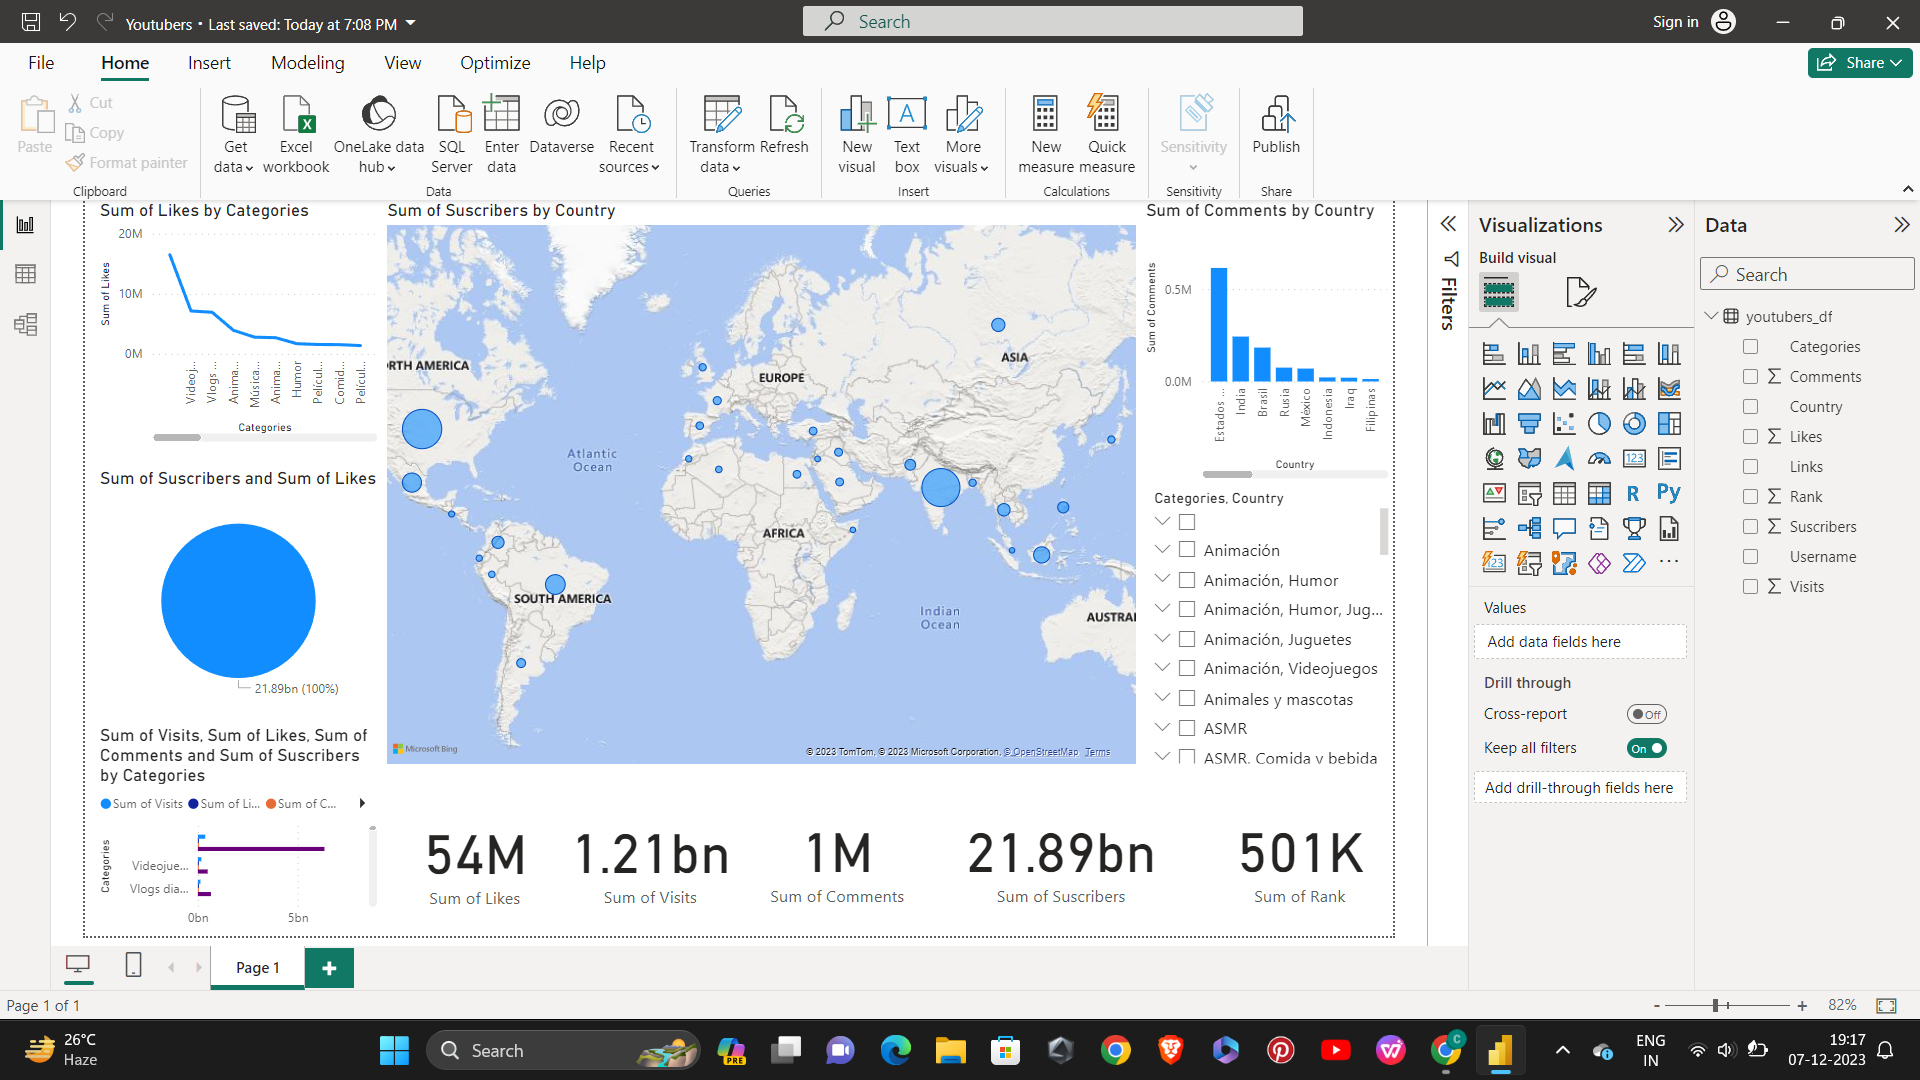 Youtubers • Last saved: Today at 7:08 PM
Search
Sign in
File
Home
Insert
Modeling
View
Optimize
Help
Share
Paste
Cut
Copy
Format painter
Clipboard
Get data
Excel workbook
OneLake data hub
SQL Server
Enter data
Dataverse
Recent sources
Data
Transform data
Refresh
Queries
New visual
Text box
More visuals
Insert
New measure
Quick measure
Calculations
Sensitivity
Sensitivity
Publish
Share
Sum of Likes by Categories
20M
10M
0M
Sum of Likes
Videoj...
Vlogs ...
Anima...
Música...
Anima...
Humor
Películ...
Comid...
Películ...
Categories
Sum of Suscribers and Sum of Likes
21.89bn (100%)
Sum of Visits, Sum of Likes, Sum of
Comments and Sum of Suscribers
by Categories
Sum of Visits
Sum of Li...
Sum of C...
Categories
Videojue...
Vlogs dia...
0bn
5bn
Sum of Suscribers by Country
RTH AMERICA
EUROPE
ASIA
Atlantic
Ocean
AFRICA
SOUTH AMERICA
Indian
Ocean
AUSTRAL
Microsoft Bing
© 2023 TomTom, © 2023 Microsoft Corporation, © OpenStreetMap Terms
Sum of Comments by Country
Sum of Comments
0.5M
0.0M
Estados ...
India
Brasil
Rusia
México
Indonesia
Iraq
Filipinas
Country
Categories, Country
Animación
Animación, Humor
Animación, Humor, Jug...
Animación, Juguetes
Animación, Videojuegos
Animales y mascotas
ASMR
ASMR, Comida y bebida
54M
Sum of Likes
1.21bn
Sum of Visits
1M
Sum of Comments
21.89bn
Sum of Suscribers
501K
Sum of Rank
Filters
Visualizations
Build visual
R
Py
123
123
Values
Add data fields here
Drill through
Cross-report
Off
Keep all filters
On
Add drill-through fields here
Data
Search
youtubers_df
Categories
Comments
Country
Likes
Links
Rank
Suscribers
Username
Visits
Page 1
Page 1 of 1
82%
26°C
Haze
Search
PRE
C
ENG
IN
19:17
07-12-2023